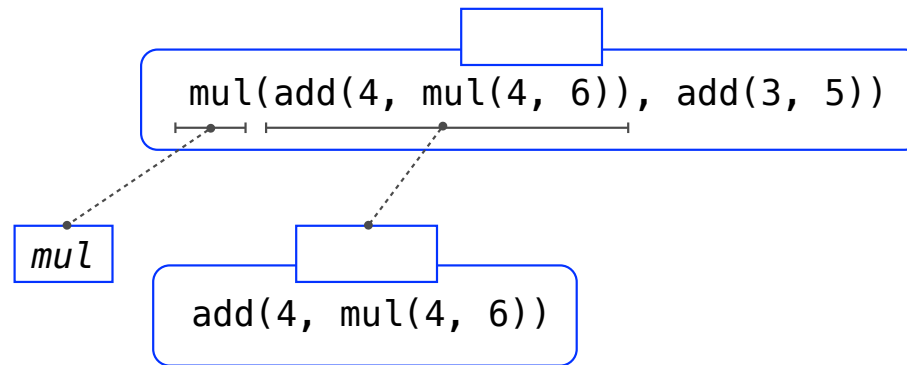 mul(add(4, mul(4, 6)), add(3, 5))
mul
add(4, mul(4, 6))